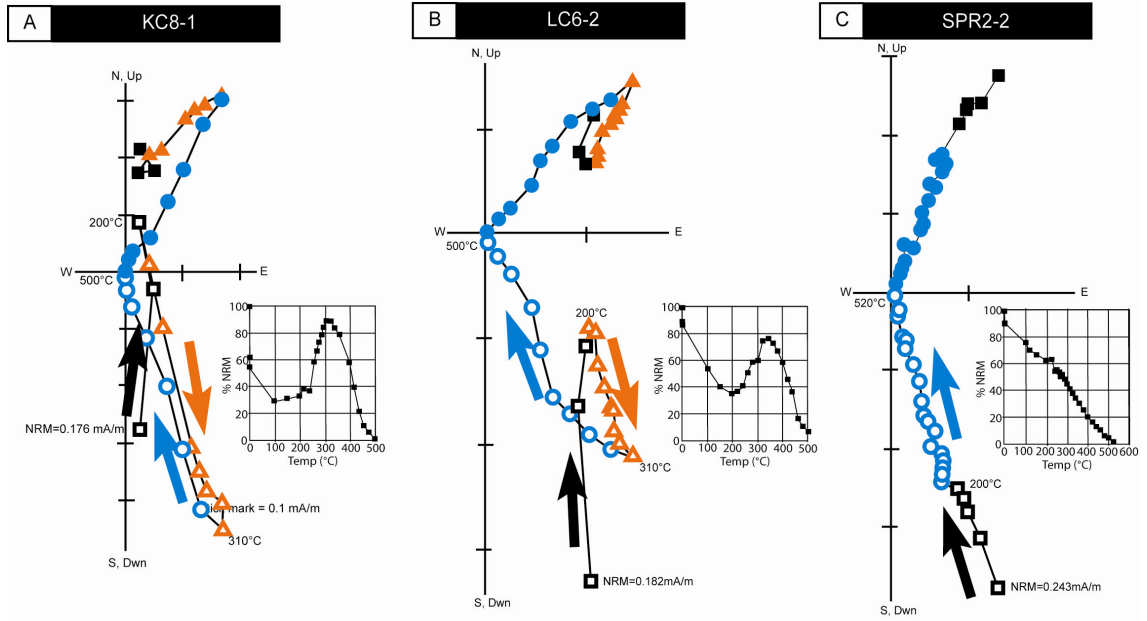 A KC8-1
N, Up
200°C
W
E
500°C
NRM=0.176 mA/m
mark = 0.1 mA/m
310°C
S, Dwn
100
80
60
40
20
0
% NRM
0 100 200 300 400 500
Temp (°C)
B LC6-2
N, Up
W
E
500°C
200°C
310°C
NRM=0.182mA/m
S, Dwn
100
80
60
40
20
0
% NRM
0 100 200 300 400 500
Temp (°C)
C SPR2-2
N, Up
W
E
520°C
200°C
NRM=0.243mA/m
S, Dwn
100
80
60
40
20
0
% NRM
0 100 200 300 400 500 600
Temp (°C)